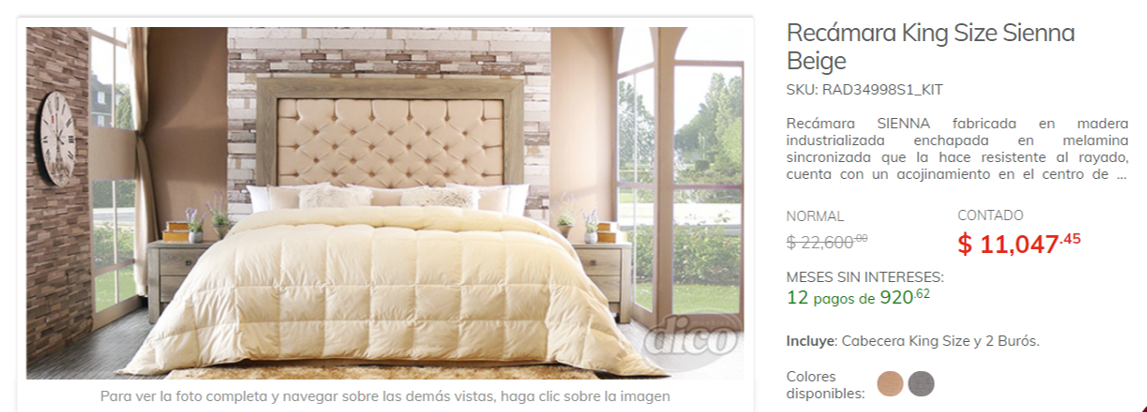 Recámara King Size Sienna
Beige
SKU: RAD34998S1_KIT
Recámara SIENNA fabricada en madera
industrializada enchapada en melamina
sincronizada que la hace resistente al rayado,
cuenta con un acojinamiento en el centro de ...
NORMAL
$ 22,600.00
CONTADO
$ 11,047.45
MESES SIN INTERESES:
12 pagos de 920.62
Incluye: Cabecera King Size y 2 Burós.
Colores
disponibles:
dico
Para ver la foto completa y navegar sobre las demás vistas, haga clic sobre la imagen